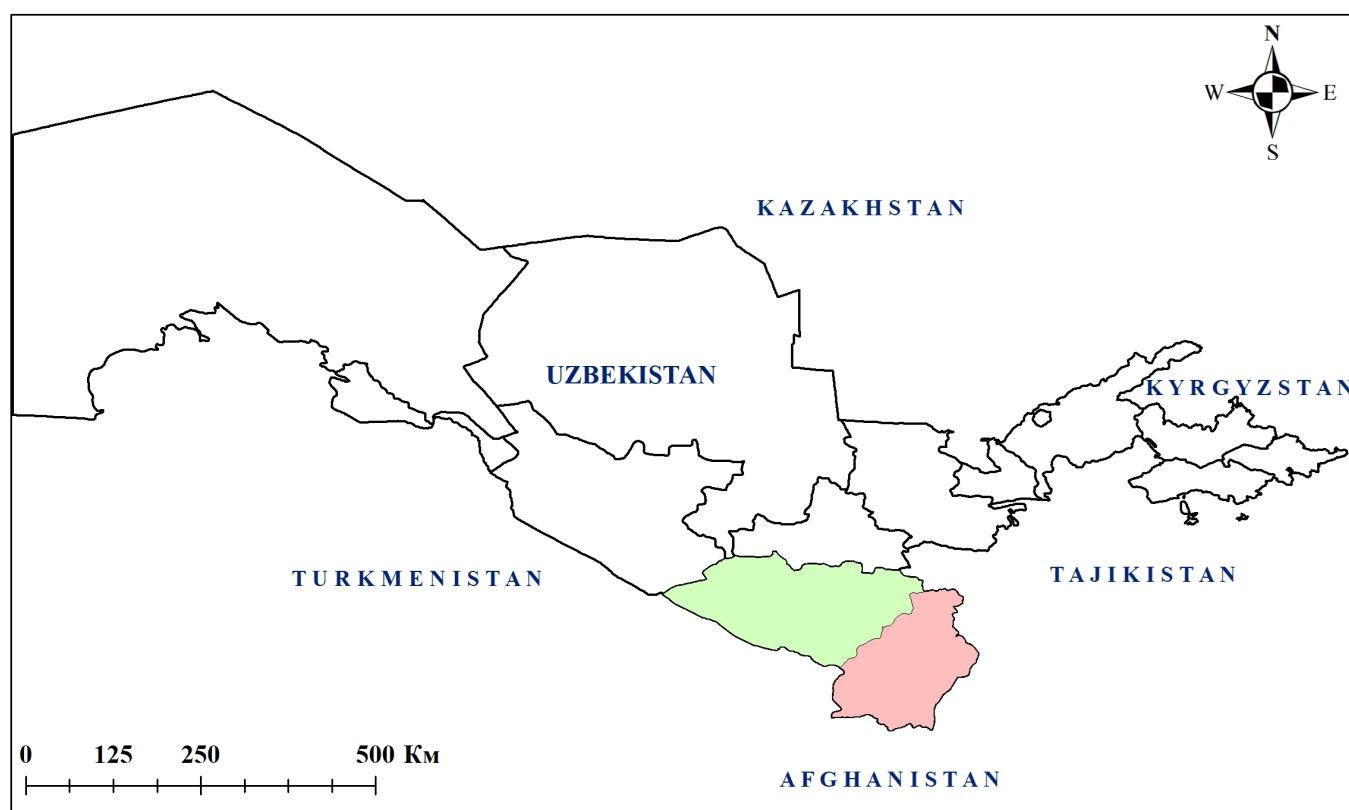 N
W E
S
KAZAKHSTAN
UZBEKISTAN
KYRGYZSTAN
TURKMENISTAN
TAJIKISTAN
0 125 250 500 Км
AFGHANISTAN